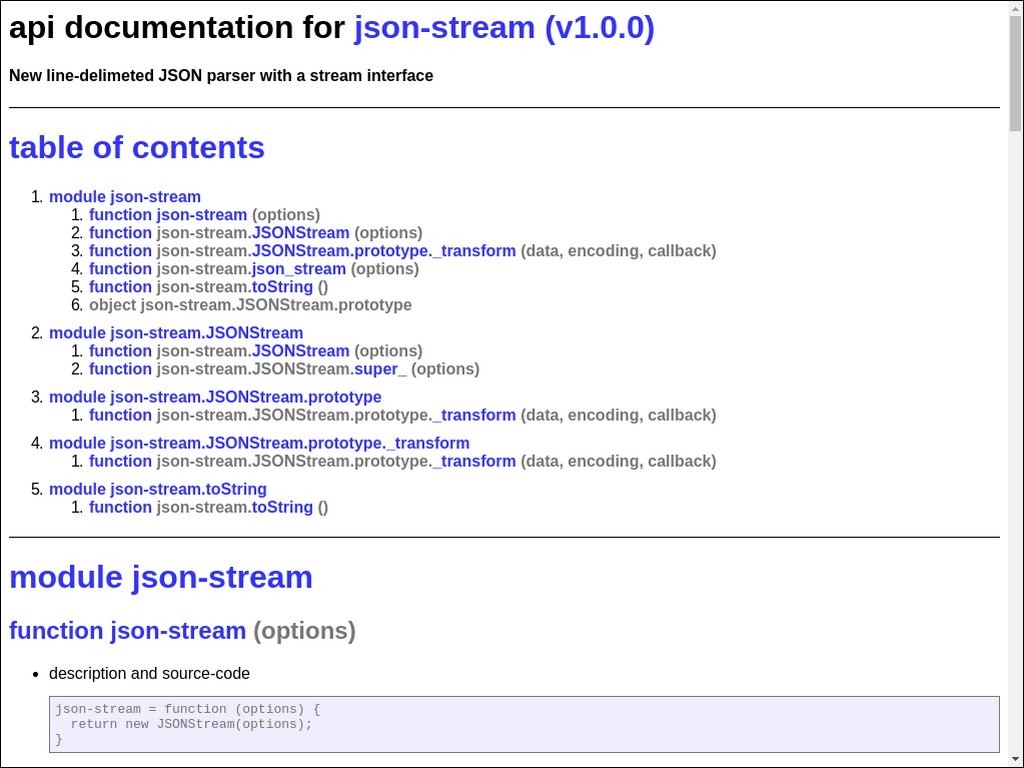 api documentation for json-stream (v1.0.0)
New line-delimeted JSON parser with a stream interface
table of contents
1. module json-stream
1. function json-stream (options)
2. function json-stream.JSONStream (options)
3. function json-stream.JSONStream.prototype._transform (data, encoding, callback)
4. function json-stream.json_stream (options)
5. function json-stream.toString ()
6. object json-stream.JSONStream.prototype
2. module json-stream.JSONStream
1. function json-stream.JSONStream (options)
2. function json-stream.JSONStream.super_ (options)
3. module json-stream.JSONStream.prototype
1. function json-stream.JSONStream.prototype._transform (data, encoding, callback)
4. module json-stream.JSONStream.prototype._transform
1. function json-stream.JSONStream.prototype._transform (data, encoding, callback)
5. module json-stream.toString
1. function json-stream.toString ()
module json-stream
function json-stream (options)
• description and source-code
json-stream = function (options) {
  return new JSONStream(options);
}